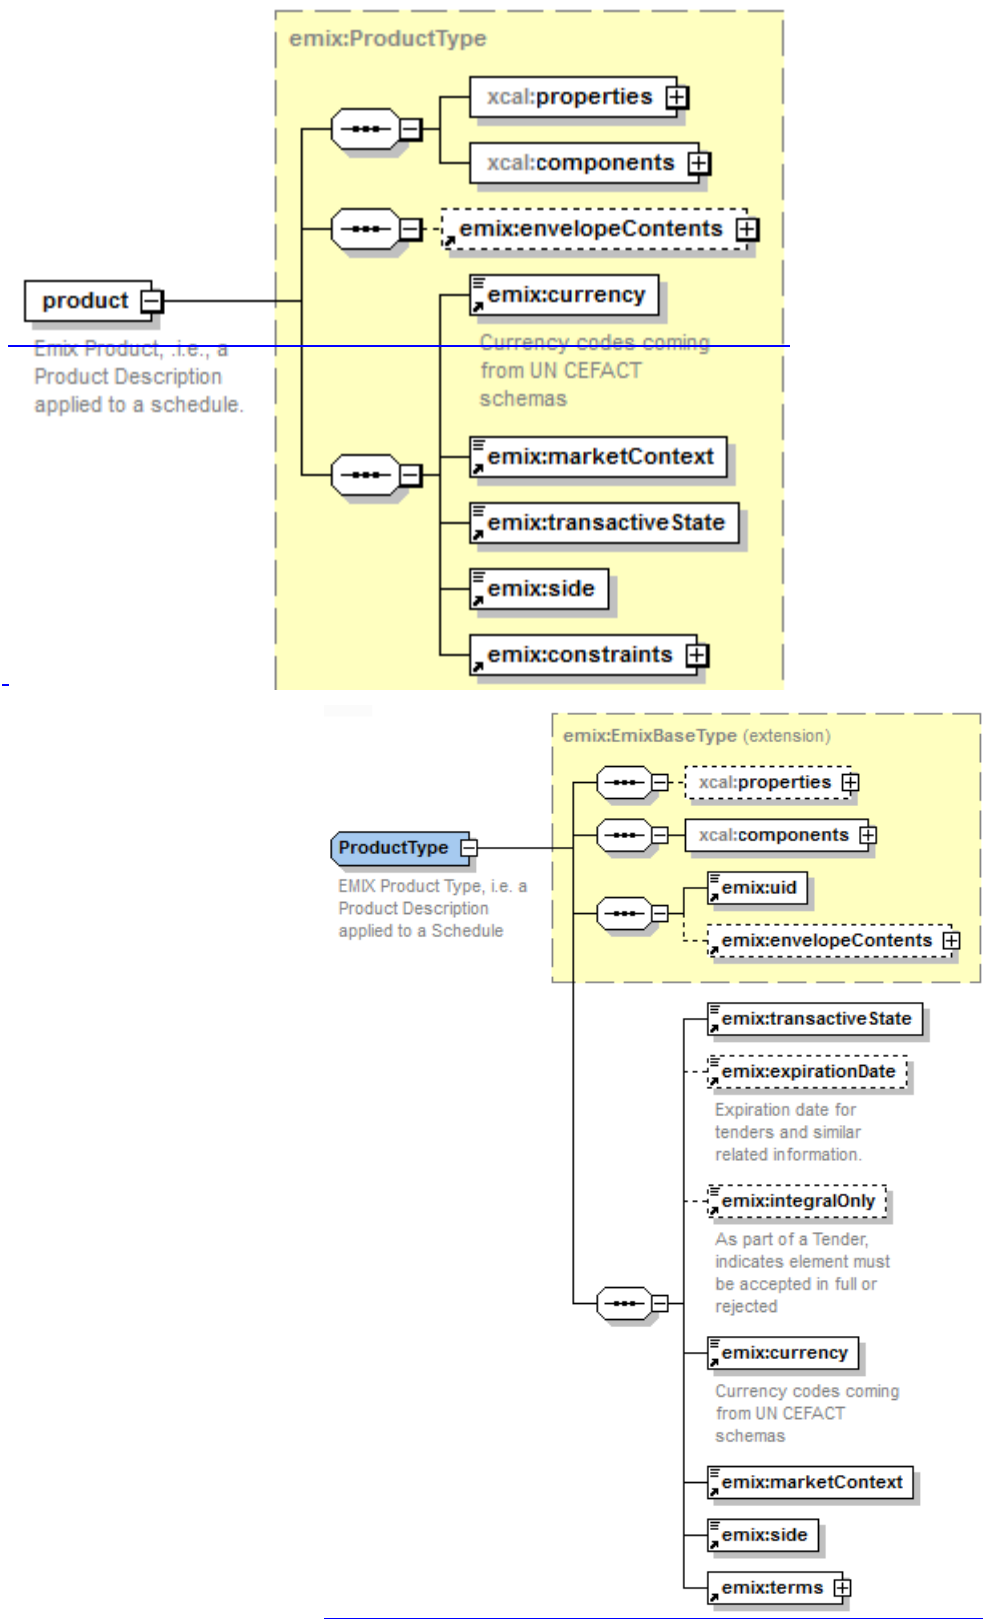 emix:ProductType
xcal:properties
xcal:components
emix:envelopeContents
product
Emix Product, .i.e., a
Product Description
applied to a schedule.
emix:currency
Currency codes coming
from UN CEFACT
schemas
emix:marketContext
emix:transactiveState
emix:side
emix:constraints
emix:EmixBaseType (extension)
xcal:properties
xcal:components
ProductType
EMIX Product Type, i.e. a
Product Description
applied to a Schedule
emix:uid
emix:envelopeContents
emix:transactiveState
emix:expirationDate
Expiration date for
tenders and similar
related information.
emix:integralOnly
As part of a Tender,
indicates element must
be accepted in full or
rejected
emix:currency
Currency codes coming
from UN CEFACT
schemas
emix:marketContext
emix:side
emix:terms